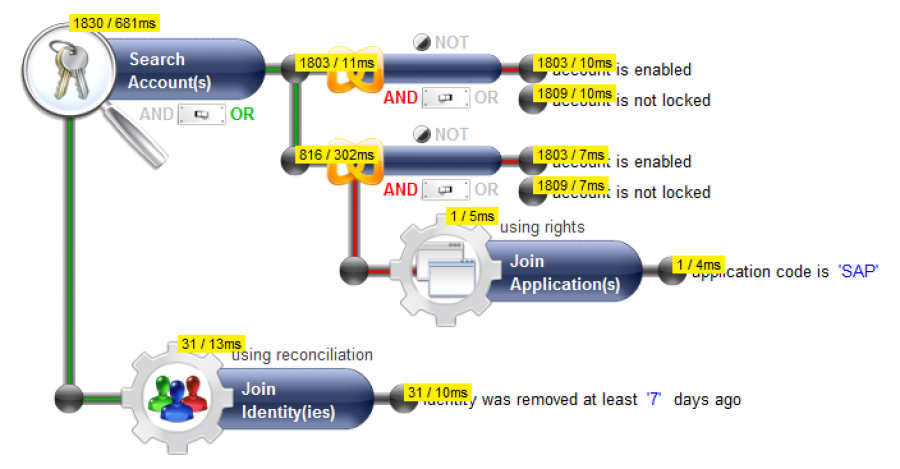 1830 / 681ms
Search
Account(s)
AND OR
NOT
1803 / 11ms
1803 / 10ms
account is enabled
AND OR
1809 / 10ms
account is not locked
NOT
816 / 302ms
1803 / 7ms
account is enabled
AND OR
1809 / 7ms
account is not locked
1 / 5ms
using rights
Join
Application(s)
1 / 4ms
application code is 'SAP'
31 / 13ms
using reconciliation
Join
Identity(ies)
31 / 10ms
identity was removed at least '7' days ago